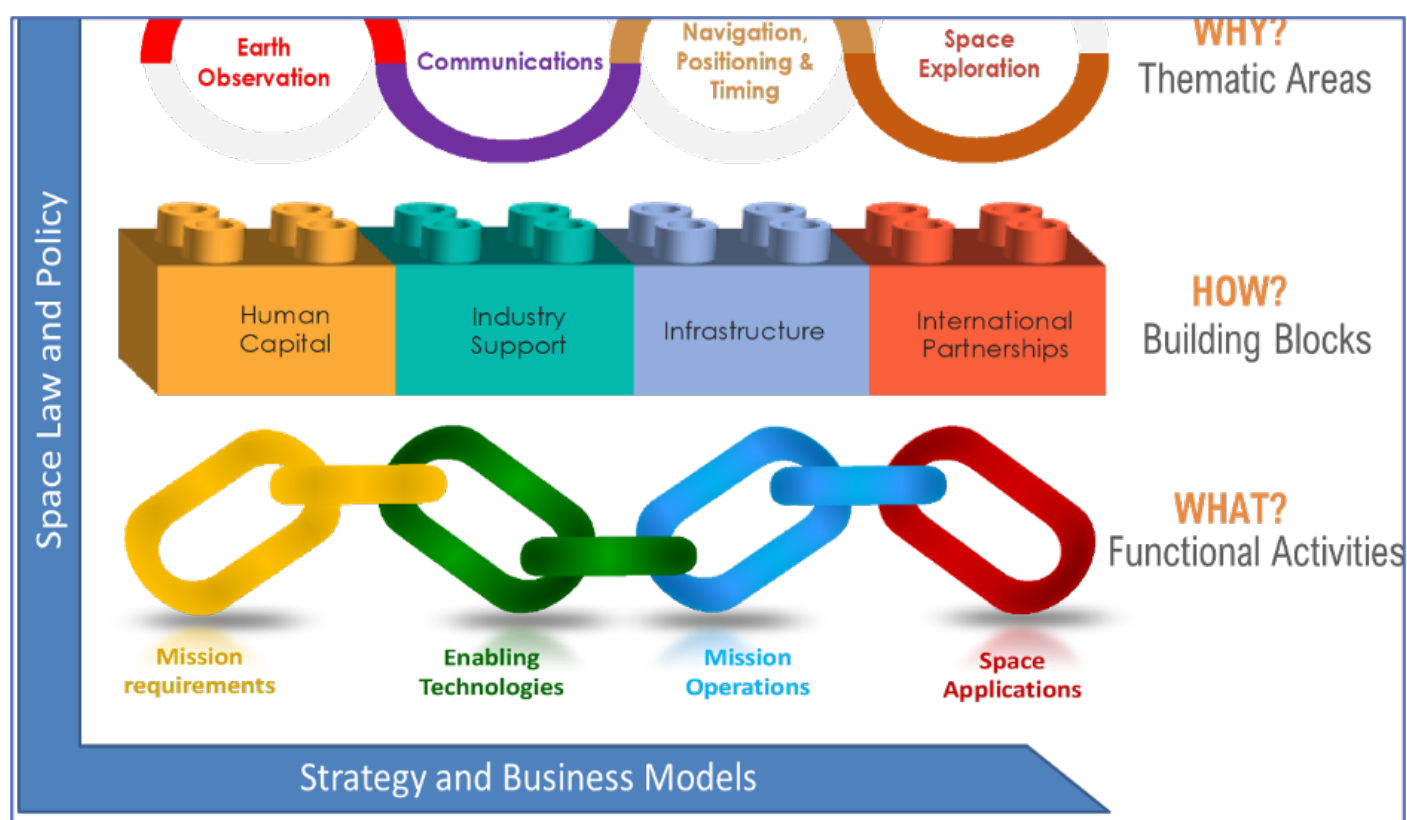 Space Law and Policy
Earth
Observation
Communications
Navigation,
Positioning &
Timing
Space
Exploration
WHY?
Thematic Areas
Human
Capital
Industry
Support
Infrastructure
International
Partnerships
HOW?
Building Blocks
WHAT?
Functional Activities
Mission
requirements
Enabling
Technologies
Mission
Operations
Space
Applications
Strategy and Business Models